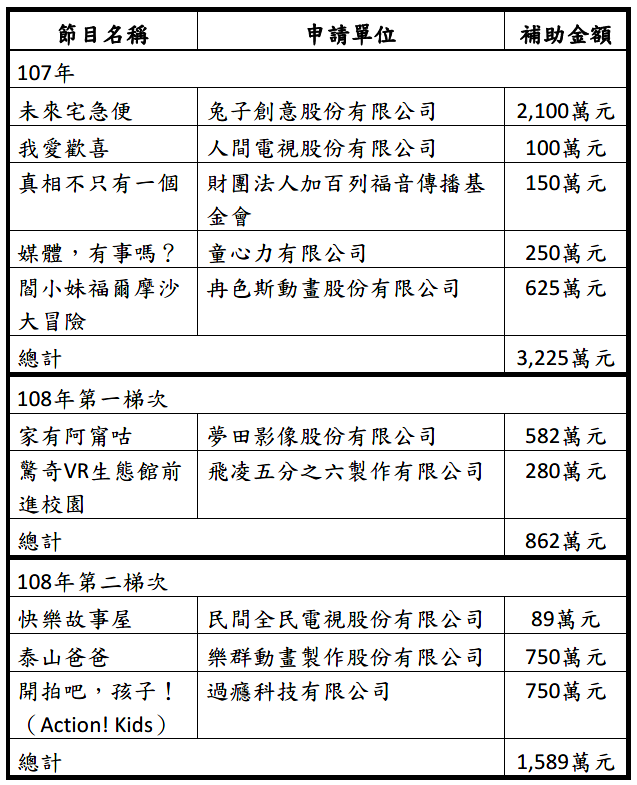 節目名稱 申請單位 補助金額
107年
未來宅急便 兔子創意股份有限公司 2,100萬元
我愛歡喜 人間電視股份有限公司 100萬元
真相不只有一個 財團法人加百列福音傳播基 150萬元
金會
媒體，有事嗎？ 童心力有限公司 250萬元
閻小妹福爾摩沙 冉色斯動畫股份有限公司 625萬元
大冒險
總計 3,225萬元
108年第一梯次
家有阿甯咕 夢田影像股份有限公司 582萬元
驚奇VR生態館前 飛凌五分之六製作有限公司 280萬元
進校園
總計 862萬元
108年第二梯次
快樂故事屋 民間全民電視股份有限公司 89萬元
泰山爸爸 樂群動畫製作股份有限公司 750萬元
開拍吧，孩子！ 過癮科技有限公司 750萬元
（Action! Kids）
總計 1,589萬元